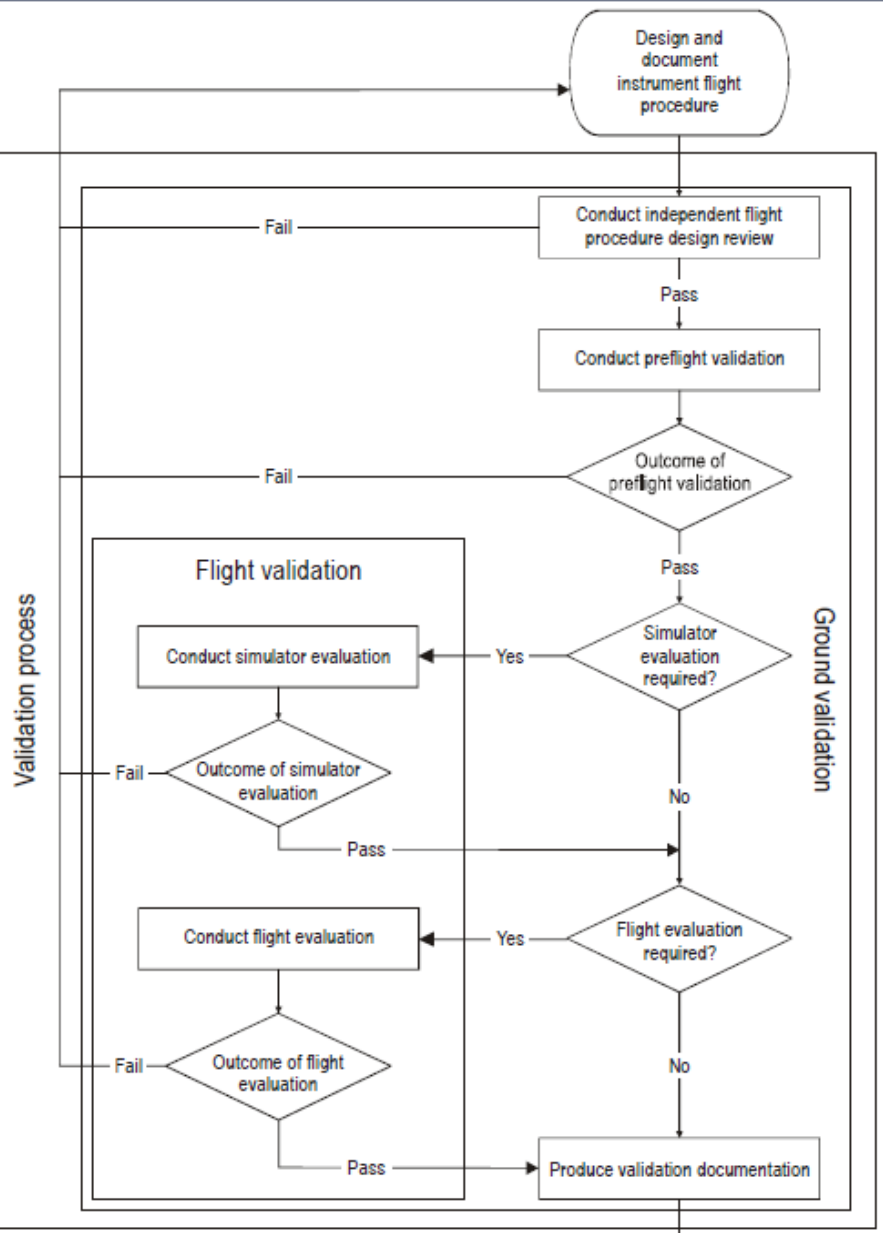 Design and
document
instrument flight
procedure
Conduct independent flight
procedure design review
Fail
Pass
Conduct preflight validation
Outcome of
preflight validation
Fail
Pass
Flight validation
Simulator
evaluation
required?
Yes
Conduct simulator evaluation
Validation process
Ground validation
Outcome of simulator
evaluation
Fail
No
Pass
Flight evaluation
required?
Yes
Conduct flight evaluation
Outcome of flight
evaluation
Fail
No
Pass
Produce validation documentation